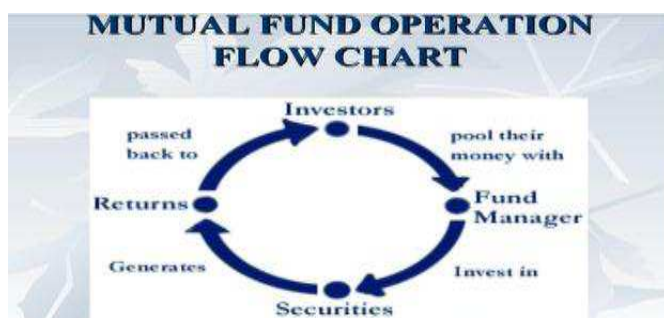 MUTUAL FUND OPERATION
FLOW CHART
Investors
pool their
money with
Fund
Manager
Invest in
Securities
Generates
Returns
passed
back to